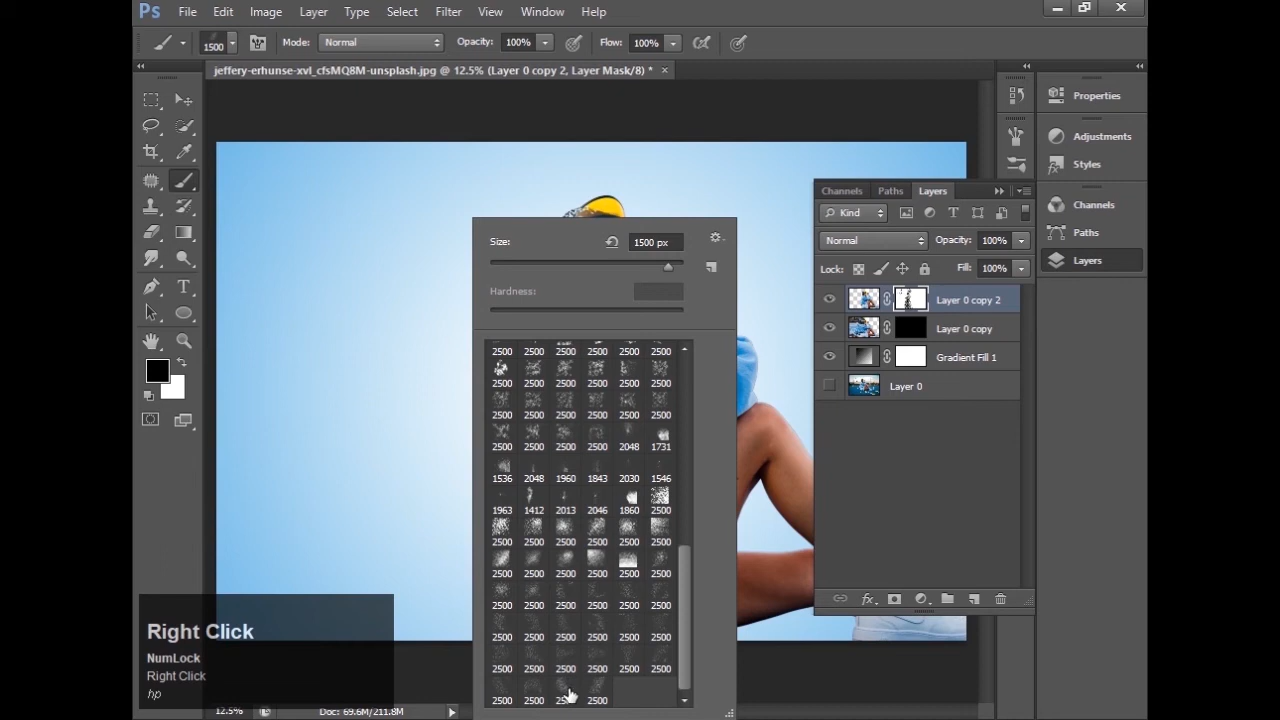 Ps File Edit Image Layer Type Select Filter View Window Help
1500 Mode: Normal Opacity: 100% Flow: 100%
jeffery-erhunse-xvl_cfsMQ8M-unsplash.jpg @ 12.5% (Layer 0 copy 2, Layer Mask/8) *
Properties
Adjustments
Styles
Channels
Paths
Layers
Channels Paths Layers
Kind
Normal Opacity: 100%
Lock: Fill: 100%
Layer 0 copy 2
Layer 0 copy
Gradient Fill 1
Layer 0
Size: 1500 px
Hardness:
2500 2500 2500 2500 2500 2500
2500 2500 2500 2500 2500 2500
2500 2500 2500 2500 2500 2500
2500 2500 2500 2500 2048 1731
1536 2048 1960 1843 2030 1546
1963 1412 2013 2046 1860 2500
2500 2500 2500 2500 2500 2500
2500 2500 2500 2500 2500 2500
2500 2500 2500 2500 2500 2500
2500 2500 2500 2500 2500 2500
2500 2500 2500 2500 2500 2500
2500 2500 2500 2500
Right Click
NumLock
Right Click
hp
12.5% Doc: 69.6M/211.8M